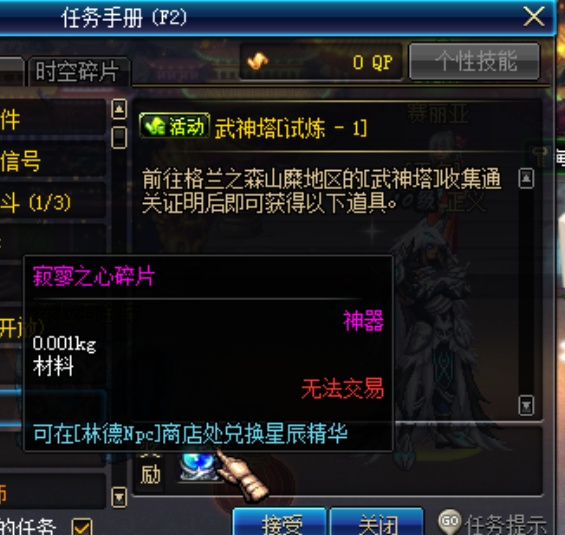 任务手册 (F2)
时空碎片
0 QP
个性技能
件
信号
斗 (1/3)
活动 武神塔[试炼 - 1]
赛丽亚
前往格兰之森山麓地区的[武神塔]收集通
关证明后即可获得以下道具。
寂寥之心碎片
神器
0.001kg
材料
无法交易
可在[林德Npc]商店处兑换星辰精华
励
师
的任务
接受
关闭
GO 任务提示